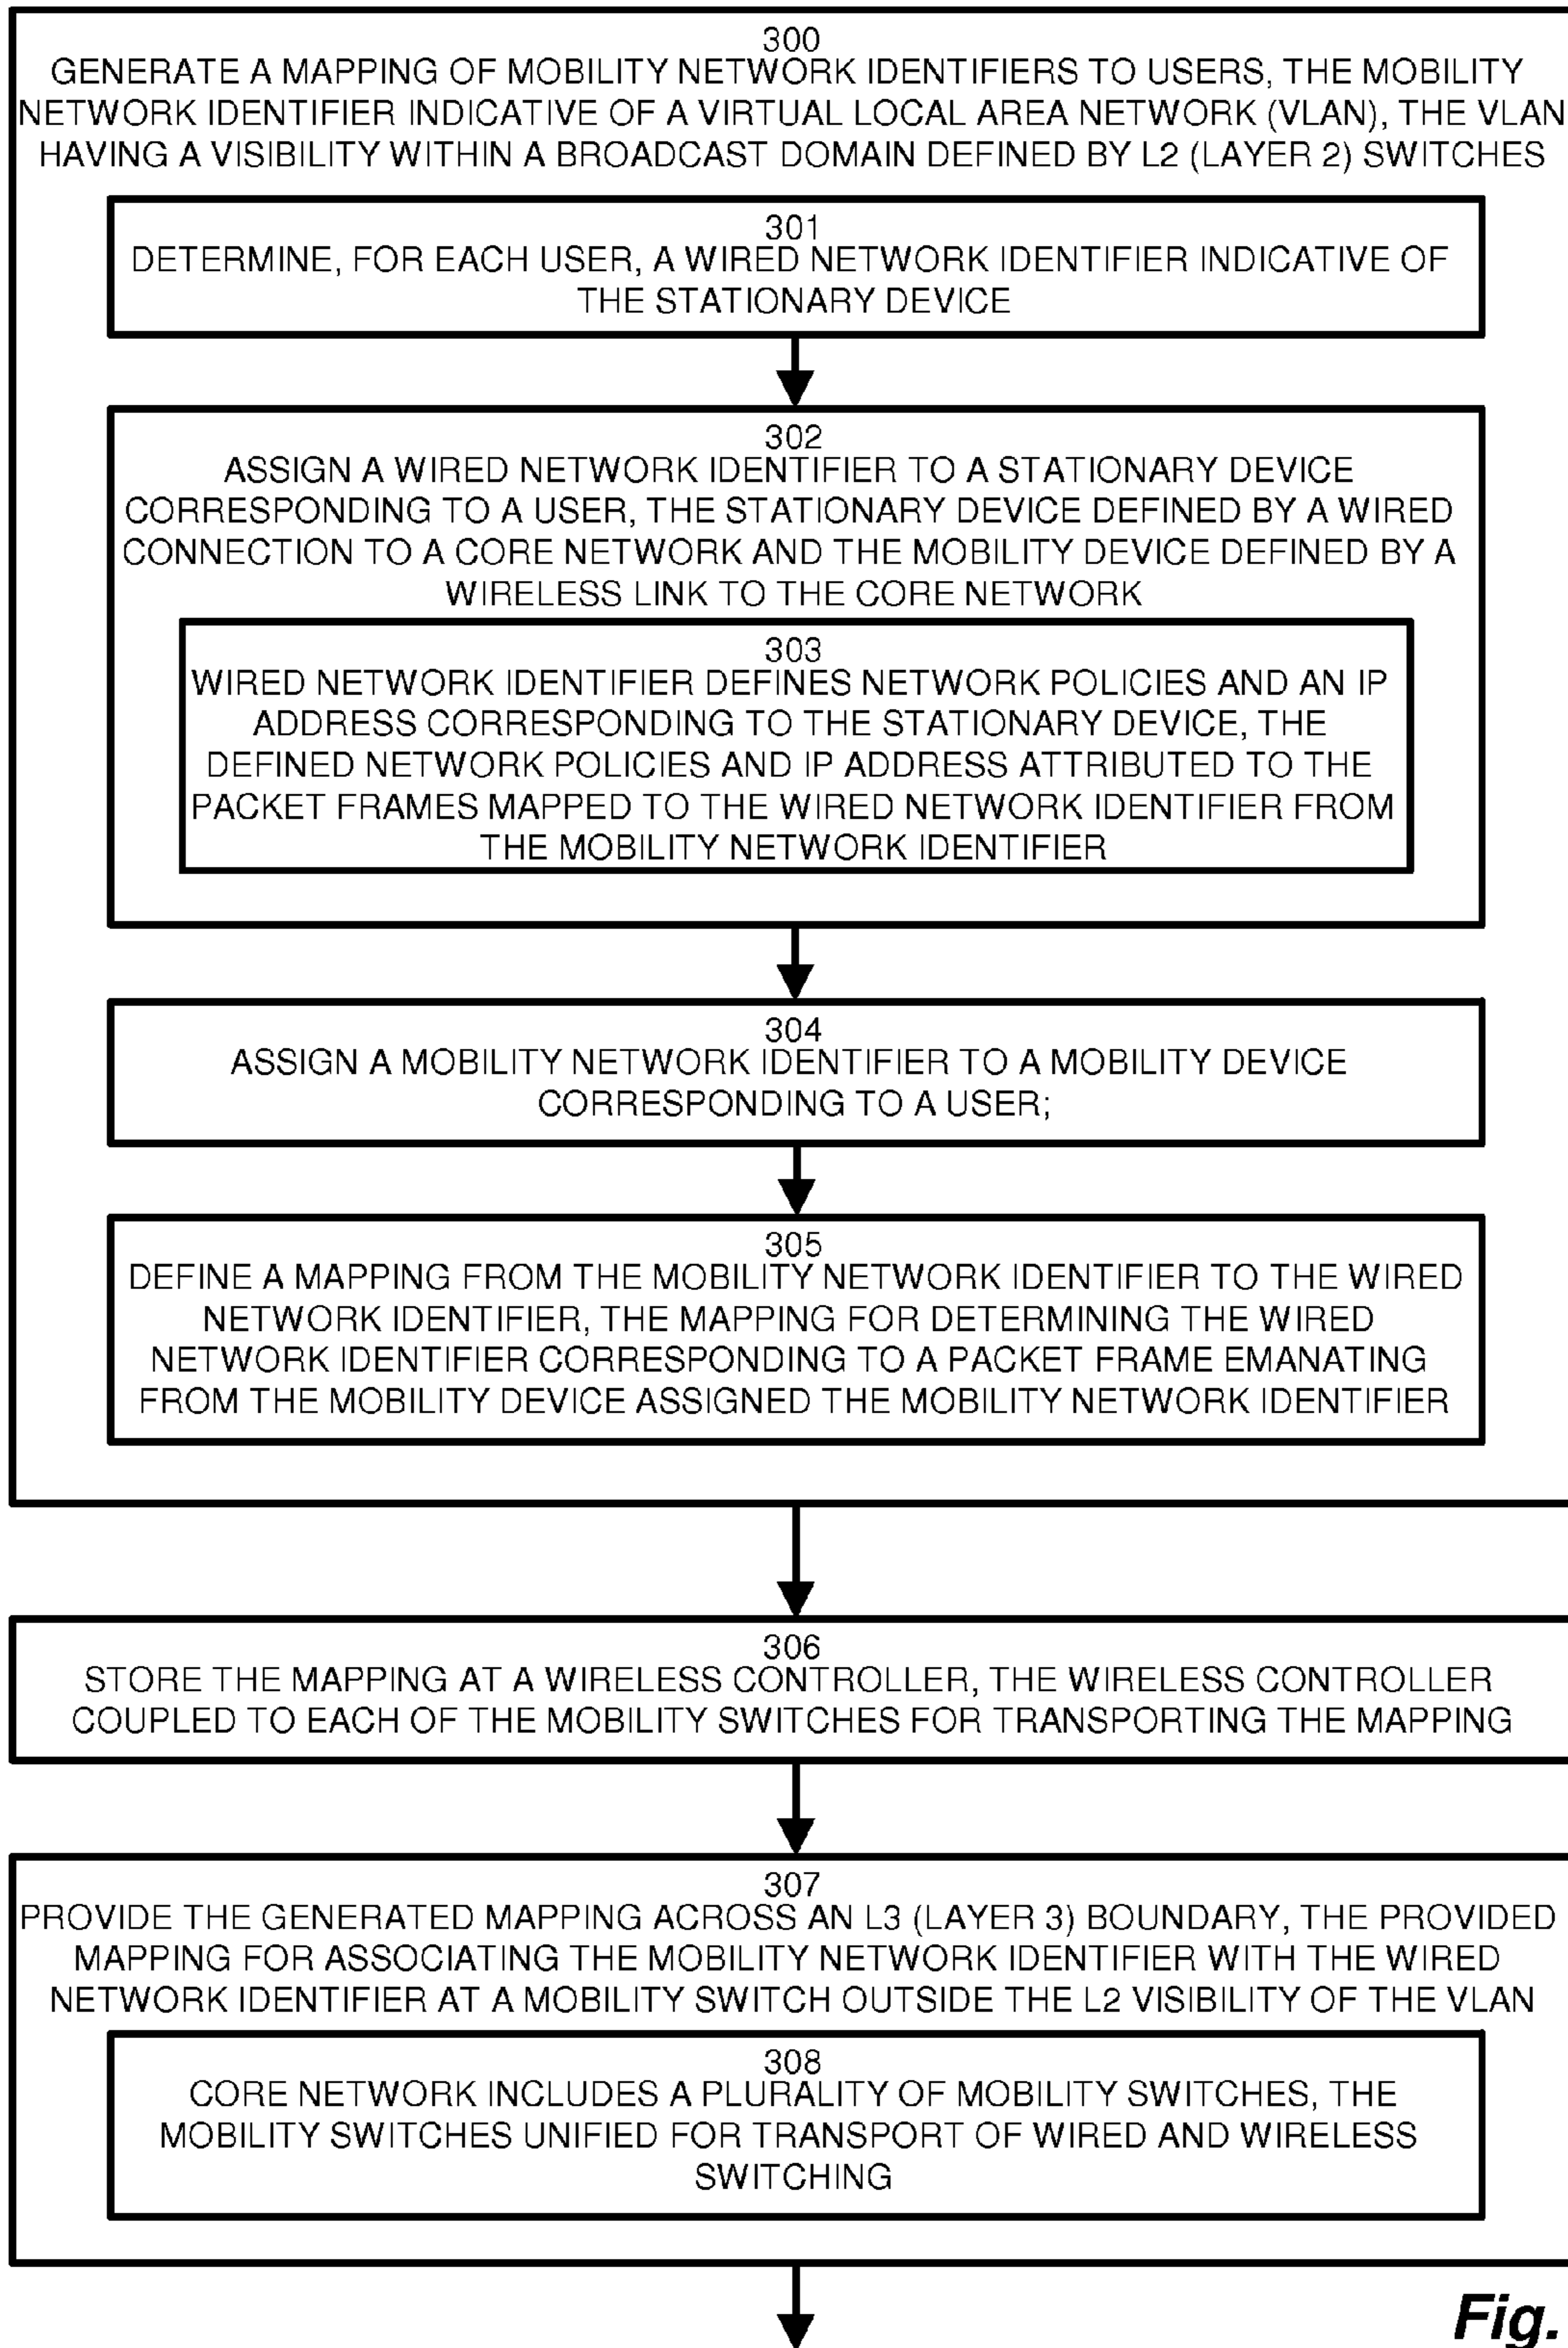 300
GENERATE A MAPPING OF MOBILITY NETWORK IDENTIFIERS TO USERS, THE MOBILITY
NETWORK IDENTIFIER INDICATIVE OF A VIRTUAL LOCAL AREA NETWORK (VLAN), THE VLAN
HAVING A VISIBILITY WITHIN A BROADCAST DOMAIN DEFINED BY L2 (LAYER 2) SWITCHES
301
DETERMINE, FOR EACH USER, A WIRED NETWORK IDENTIFIER INDICATIVE OF
THE STATIONARY DEVICE
302
ASSIGN A WIRED NETWORK IDENTIFIER TO A STATIONARY DEVICE
CORRESPONDING TO A USER, THE STATIONARY DEVICE DEFINED BY A WIRED
CONNECTION TO A CORE NETWORK AND THE MOBILITY DEVICE DEFINED BY A
WIRELESS LINK TO THE CORE NETWORK
303
WIRED NETWORK IDENTIFIER DEFINES NETWORK POLICIES AND AN IP
ADDRESS CORRESPONDING TO THE STATIONARY DEVICE, THE
DEFINED NETWORK POLICIES AND IP ADDRESS ATTRIBUTED TO THE
PACKET FRAMES MAPPED TO THE WIRED NETWORK IDENTIFIER FROM
THE MOBILITY NETWORK IDENTIFIER
304
ASSIGN A MOBILITY NETWORK IDENTIFIER TO A MOBILITY DEVICE
CORRESPONDING TO A USER;
305
DEFINE A MAPPING FROM THE MOBILITY NETWORK IDENTIFIER TO THE WIRED
NETWORK IDENTIFIER, THE MAPPING FOR DETERMINING THE WIRED
NETWORK IDENTIFIER CORRESPONDING TO A PACKET FRAME EMANATING
FROM THE MOBILITY DEVICE ASSIGNED THE MOBILITY NETWORK IDENTIFIER
306
STORE THE MAPPING AT A WIRELESS CONTROLLER, THE WIRELESS CONTROLLER
COUPLED TO EACH OF THE MOBILITY SWITCHES FOR TRANSPORTING THE MAPPING
307
PROVIDE THE GENERATED MAPPING ACROSS AN L3 (LAYER 3) BOUNDARY, THE PROVIDED
MAPPING FOR ASSOCIATING THE MOBILITY NETWORK IDENTIFIER WITH THE WIRED
NETWORK IDENTIFIER AT A MOBILITY SWITCH OUTSIDE THE L2 VISIBILITY OF THE VLAN
308
CORE NETWORK INCLUDES A PLURALITY OF MOBILITY SWITCHES, THE
MOBILITY SWITCHES UNIFIED FOR TRANSPORT OF WIRED AND WIRELESS
SWITCHING
Fig.